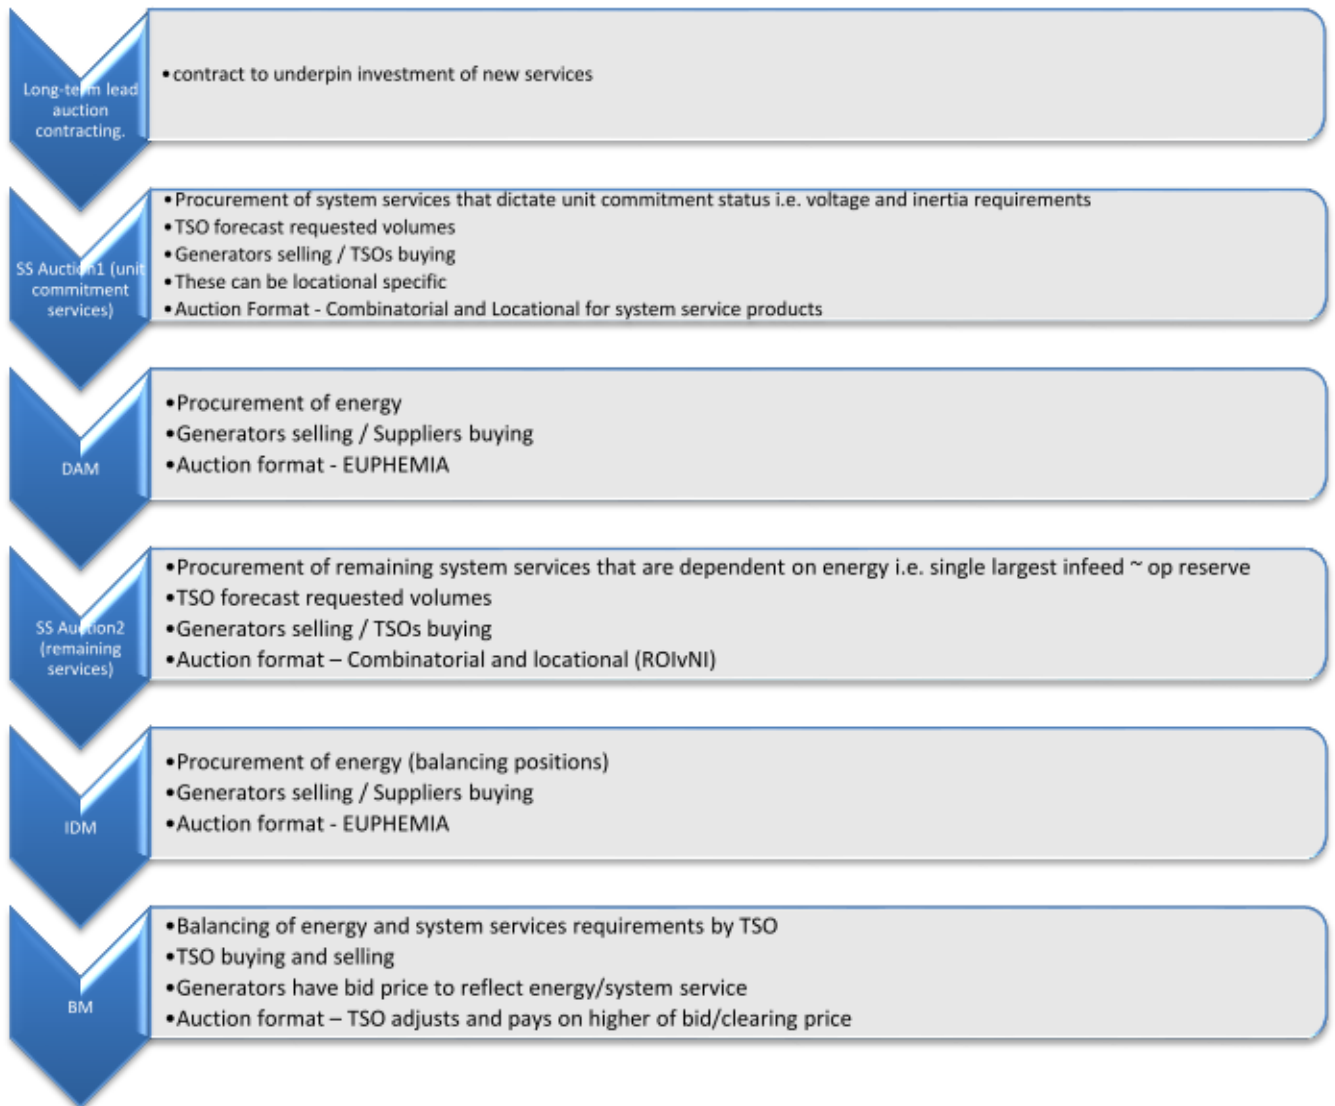 Long-term lead
auction
contracting.
•contract to underpin investment of new services
SS Auction1 (unit
commitment
services)
•Procurement of system services that dictate unit commitment status i.e. voltage and inertia requirements
•TSO forecast requested volumes
•Generators selling / TSOs buying
•These can be locational specific
•Auction Format - Combinatorial and Locational for system service products
DAM
•Procurement of energy
•Generators selling / Suppliers buying
•Auction format - EUPHEMIA
SS Auction2
(remaining
services)
•Procurement of remaining system services that are dependent on energy i.e. single largest infeed ~ op reserve
•TSO forecast requested volumes
•Generators selling / TSOs buying
•Auction format – Combinatorial and locational (ROIvNI)
IDM
•Procurement of energy (balancing positions)
•Generators selling / Suppliers buying
•Auction format - EUPHEMIA
BM
•Balancing of energy and system services requirements by TSO
•TSO buying and selling
•Generators have bid price to reflect energy/system service
•Auction format – TSO adjusts and pays on higher of bid/clearing price